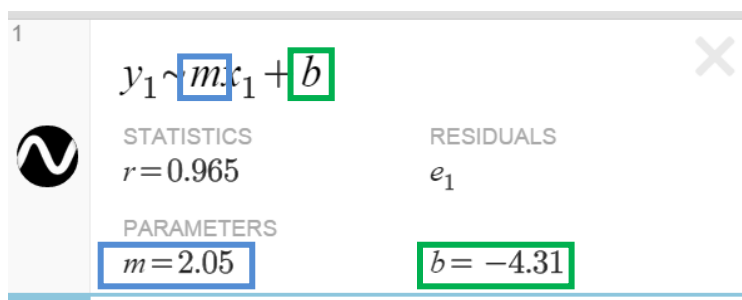 1
y₁~mx₁+b
STATISTICS RESIDUALS
r=0.965 e₁
PARAMETERS
m=2.05 b= −4.31